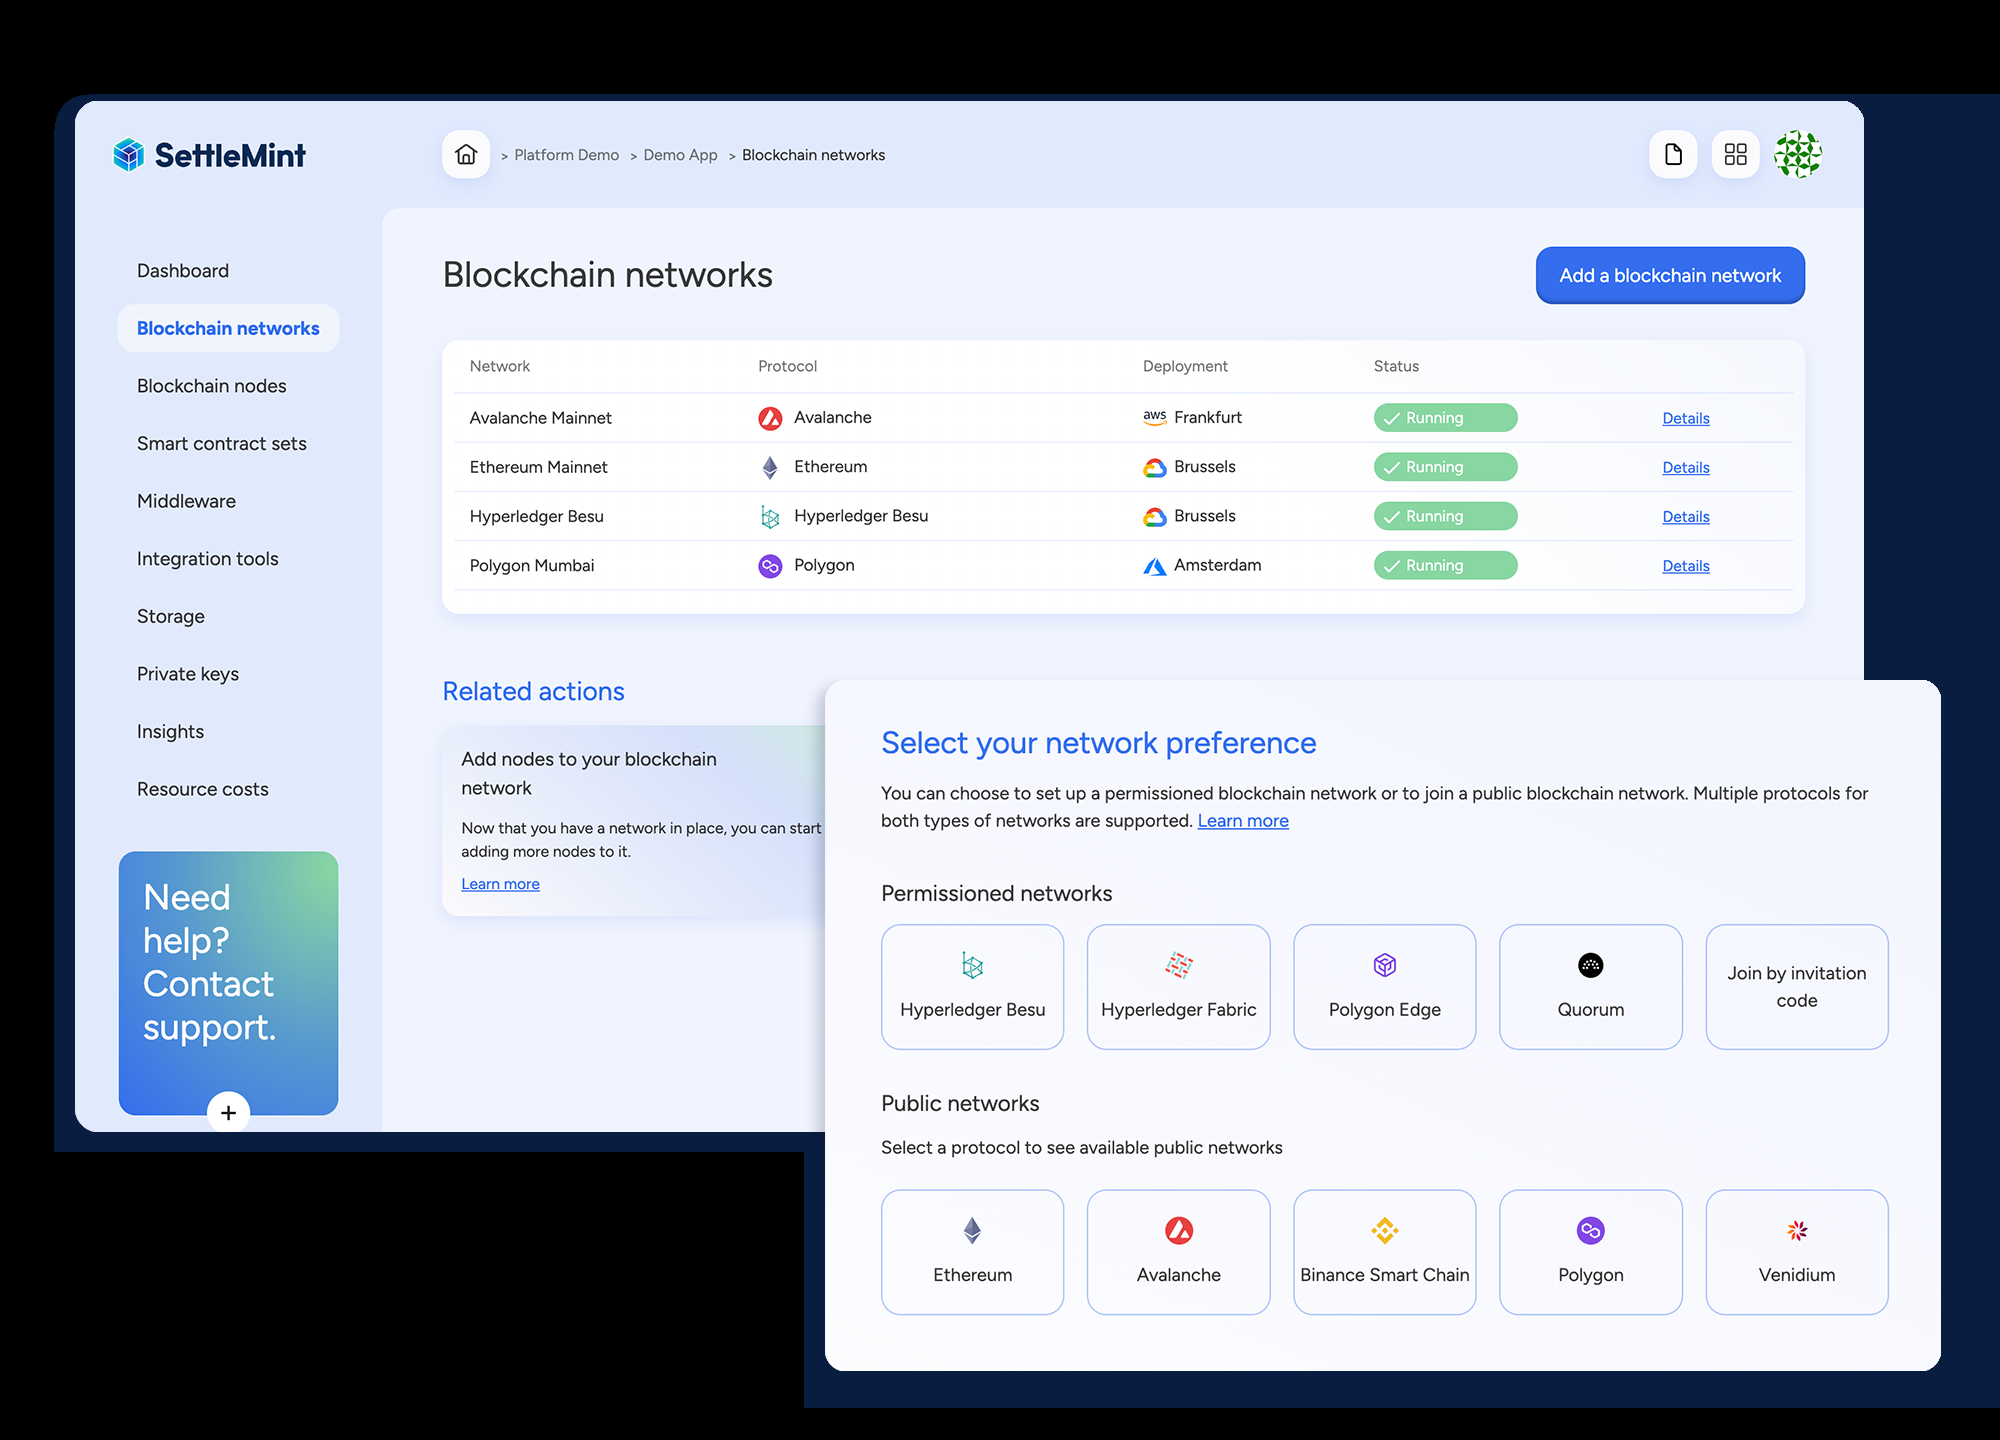 SettleMint
> Platform Demo > Demo App > Blockchain networks
Dashboard
Blockchain networks
Blockchain nodes
Smart contract sets
Middleware
Integration tools
Storage
Private keys
Insights
Resource costs
Need
help?
Contact
support.
+
Blockchain networks
Add a blockchain network
Network Protocol Deployment Status
Avalanche Mainnet Avalanche aws Frankfurt Running Details
Ethereum Mainnet Ethereum Brussels Running Details
Hyperledger Besu Hyperledger Besu Brussels Running Details
Polygon Mumbai Polygon Amsterdam Running Details
Related actions
Add nodes to your blockchain
network
Now that you have a network in place, you can start
adding more nodes to it.
Learn more
Select your network preference
You can choose to set up a permissioned blockchain network or to join a public blockchain network. Multiple protocols for
both types of networks are supported. Learn more
Permissioned networks
Hyperledger Besu
Hyperledger Fabric
Polygon Edge
Quorum
Join by invitation
code
Public networks
Select a protocol to see available public networks
Ethereum
Avalanche
Binance Smart Chain
Polygon
Venidium